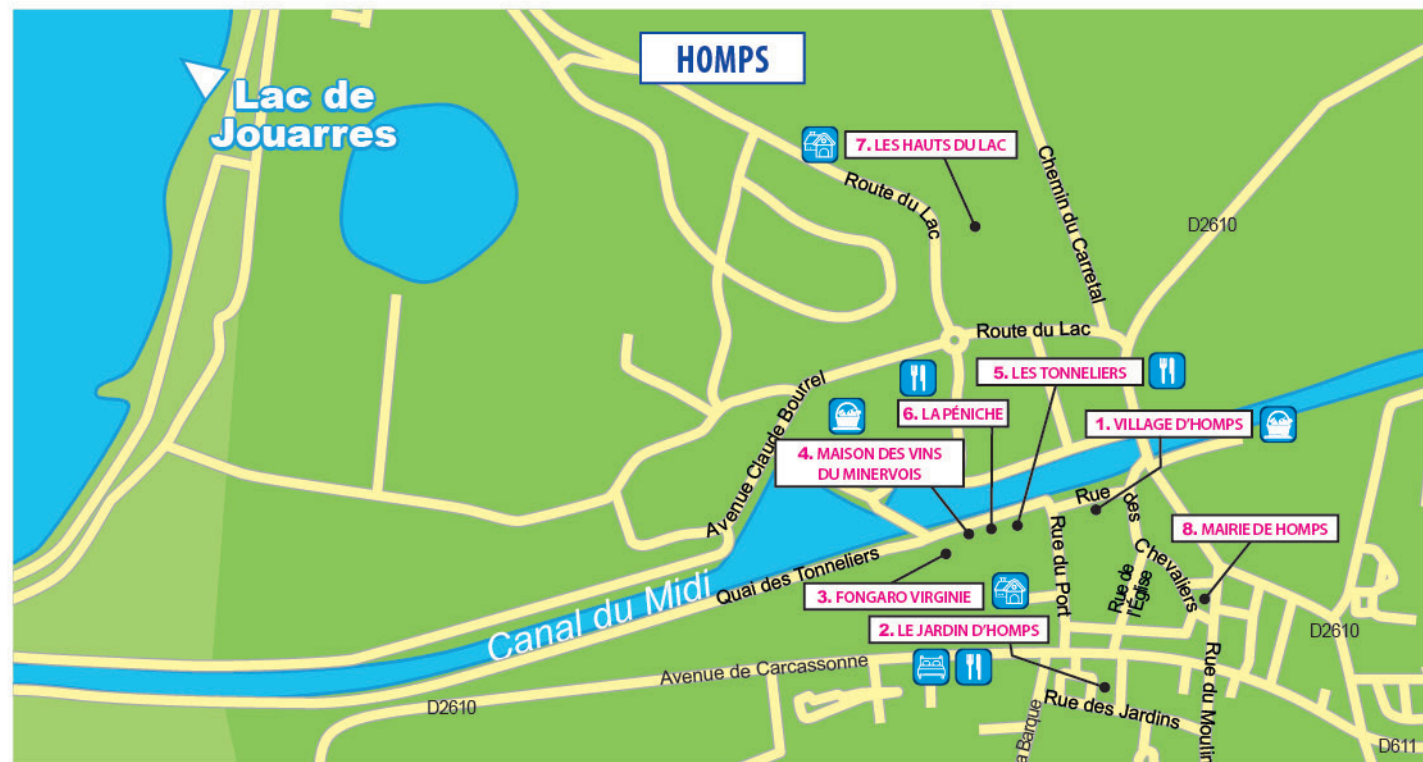 HOMPS
Lac de
Jouarres
7. LES HAUTS DU LAC
Route du Lac
Chemin du Carretal
D2610
Route du Lac
5. LES TONNELIERS
6. LA PÉNICHE
1. VILLAGE D'HOMPS
4. MAISON DES VINS
DU MINERVOIS
Avenue Claude Bourrel
Rue des Chevaliers
8. MAIRIE DE HOMPS
Quai des Tonneliers
Rue du Port
Rue de
l'Église
Canal du Midi
3. FONGARO VIRGINIE
2. LE JARDIN D'HOMPS
D2610
Avenue de Carcassonne
Rue du Moulin
D2610
Rue des Jardins
Barque
D611